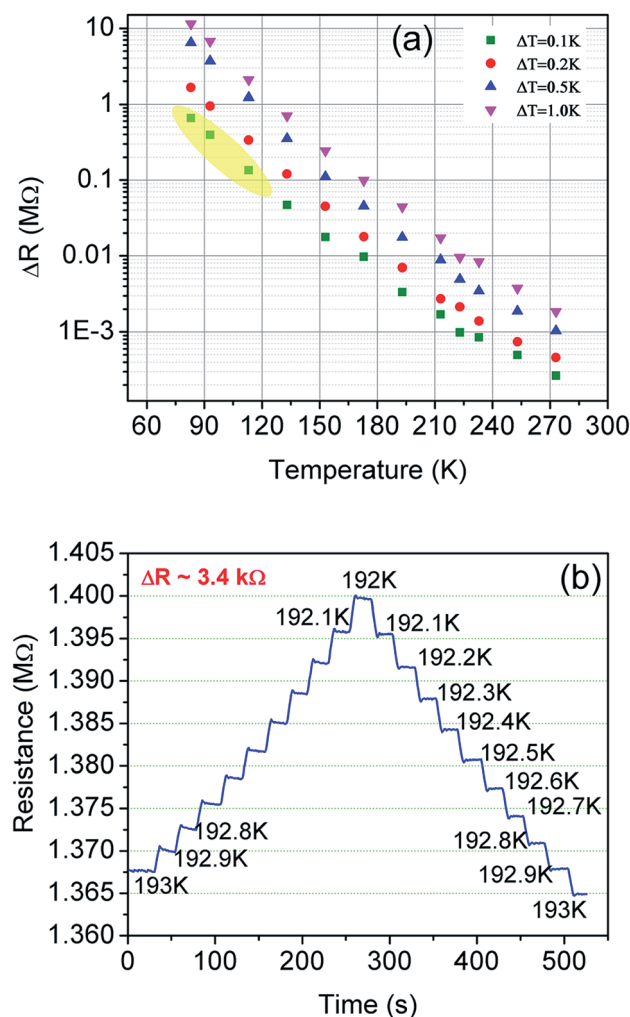 (a)
ΔT=0.1K
ΔT=0.2K
ΔT=0.5K
ΔT=1.0K
10
1
0.1
0.01
1E-3
ΔR (MΩ)
60 90 120 150 180 210 240 270 300
Temperature (K)
(b)
ΔR ~ 3.4 kΩ
1.405
1.400
1.395
1.390
1.385
1.380
1.375
1.370
1.365
1.360
Resistance (MΩ)
192K
192.1K
192.1K
192.2K
192.3K
192.4K
192.5K
192.6K
192.7K
192.8K
192.8K
192.9K
192.9K
193K
193K
0 100 200 300 400 500
Time (s)